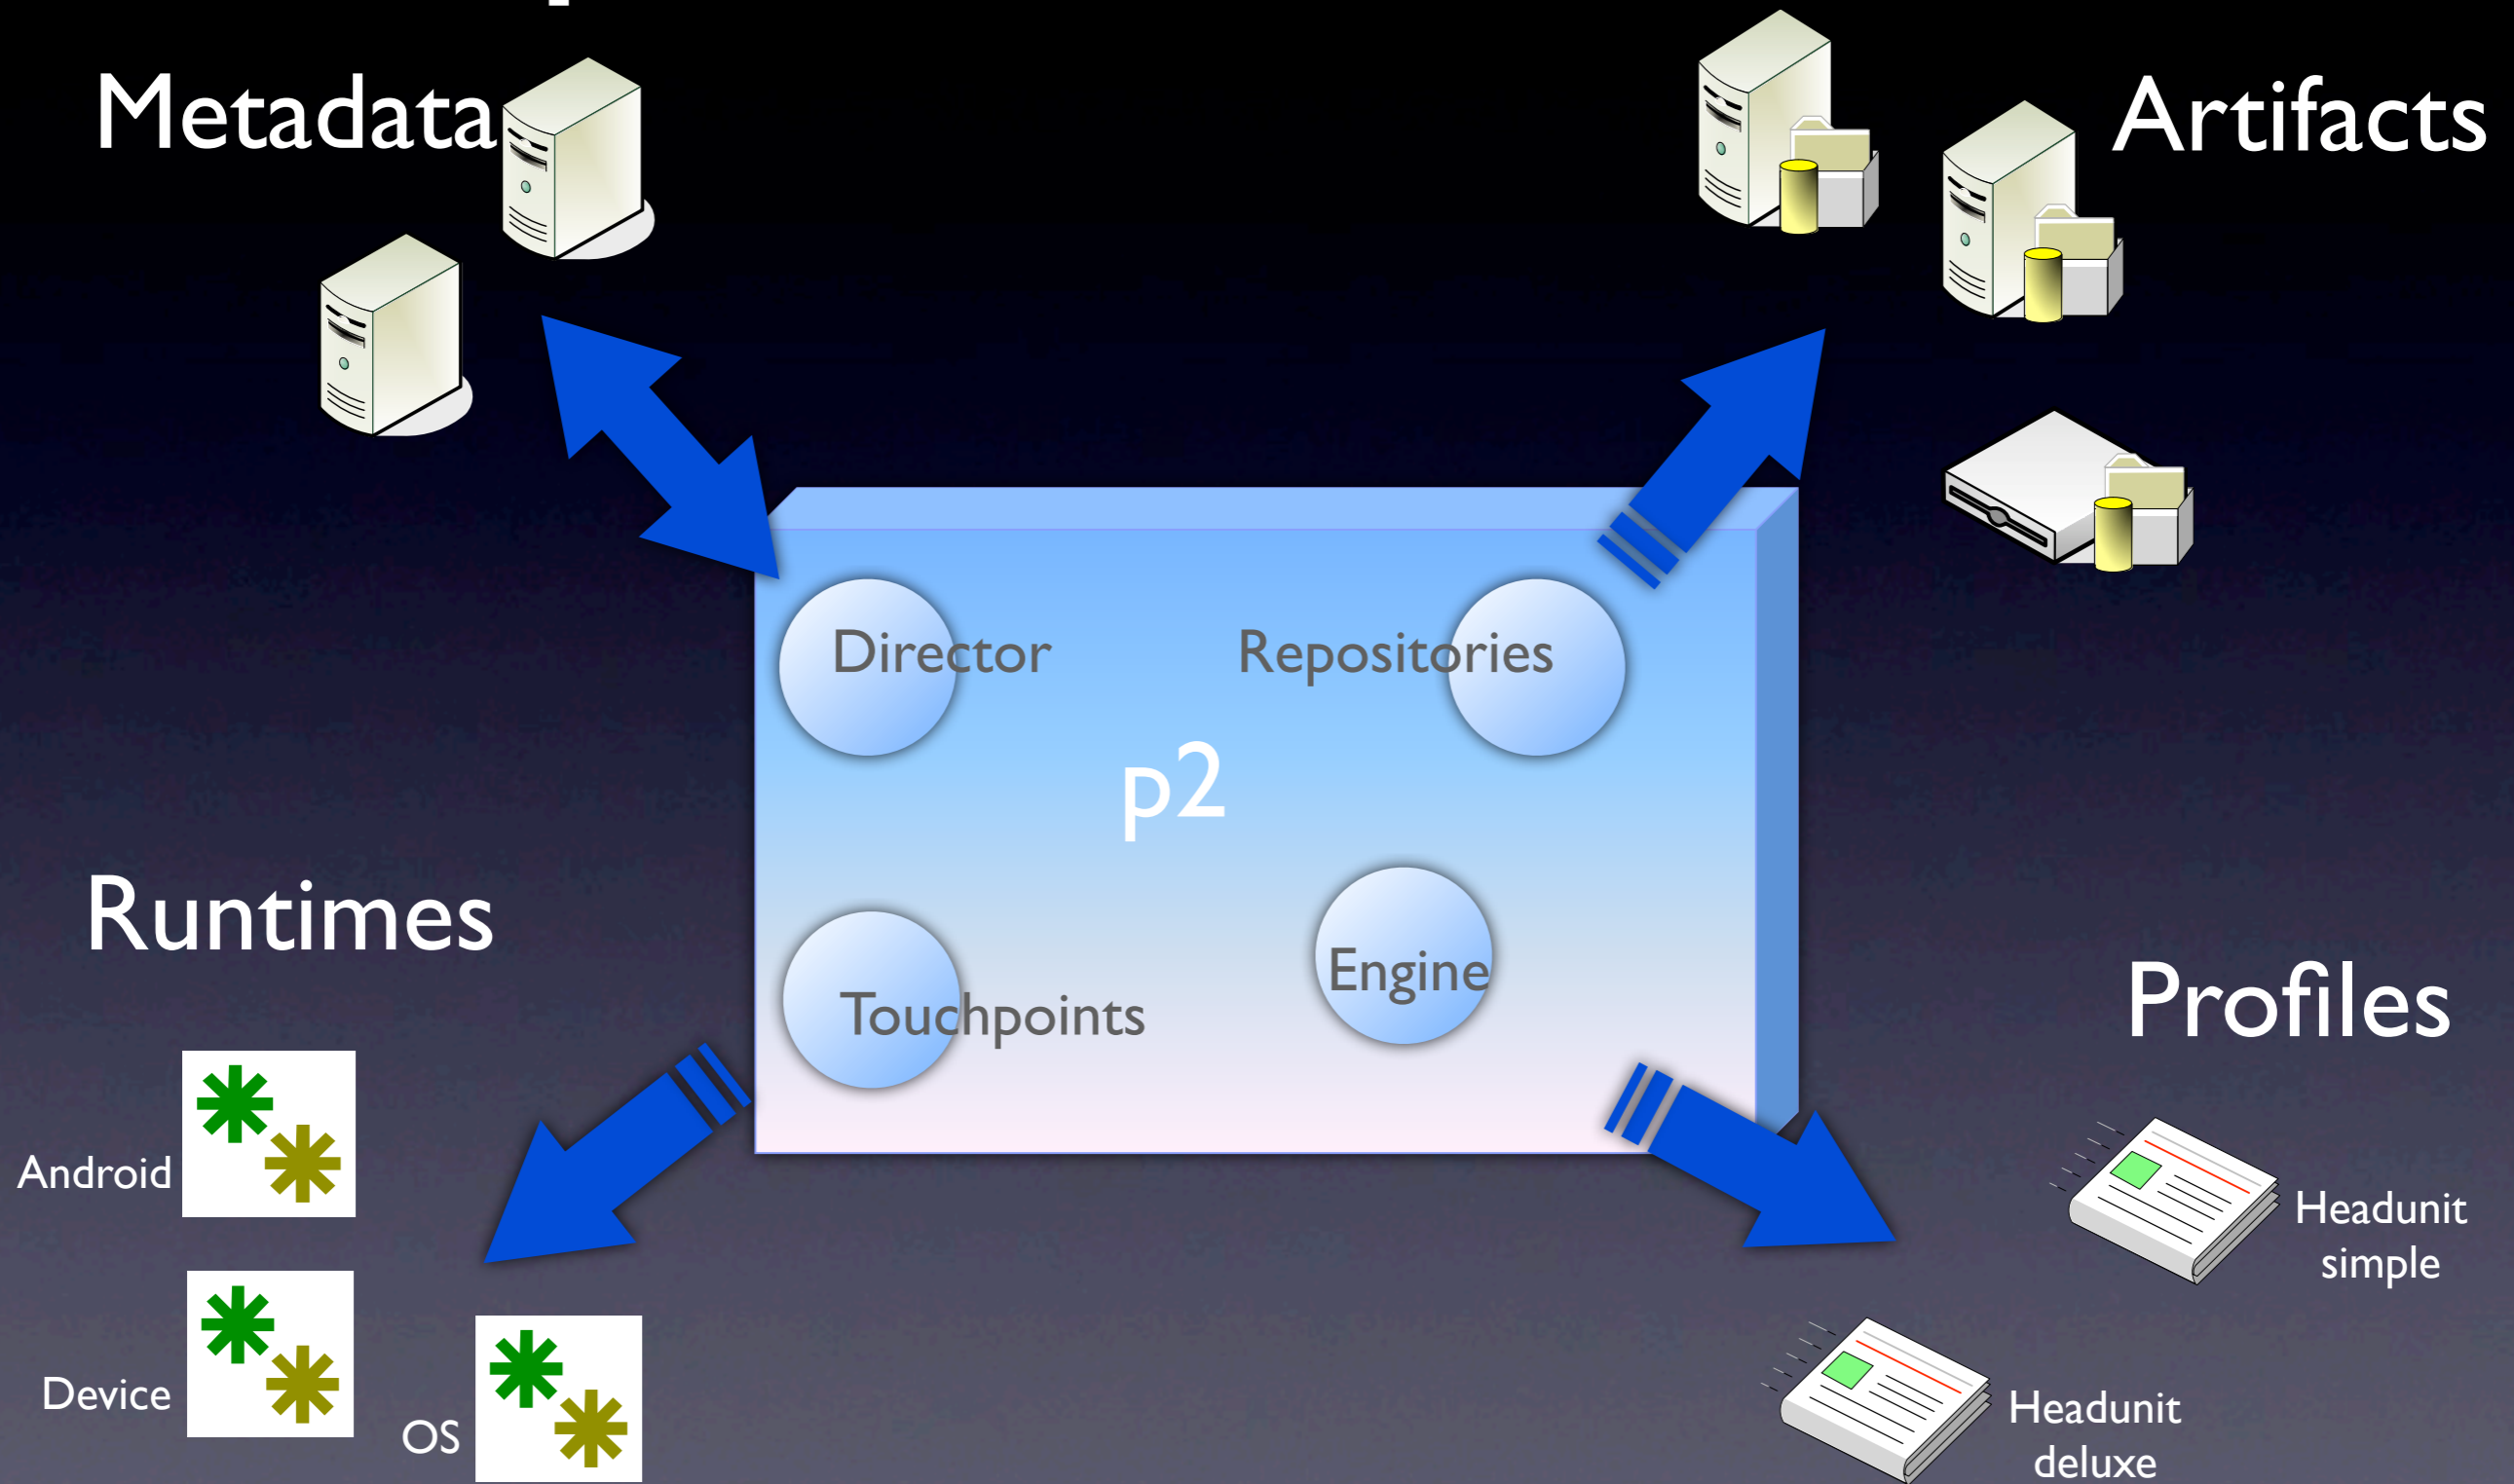 Metadata
Artifacts
Director
Repositories
p2
Runtimes
Engine
Profiles
Touchpoints
Android
Headunit
simple
Device
OS
Headunit
deluxe